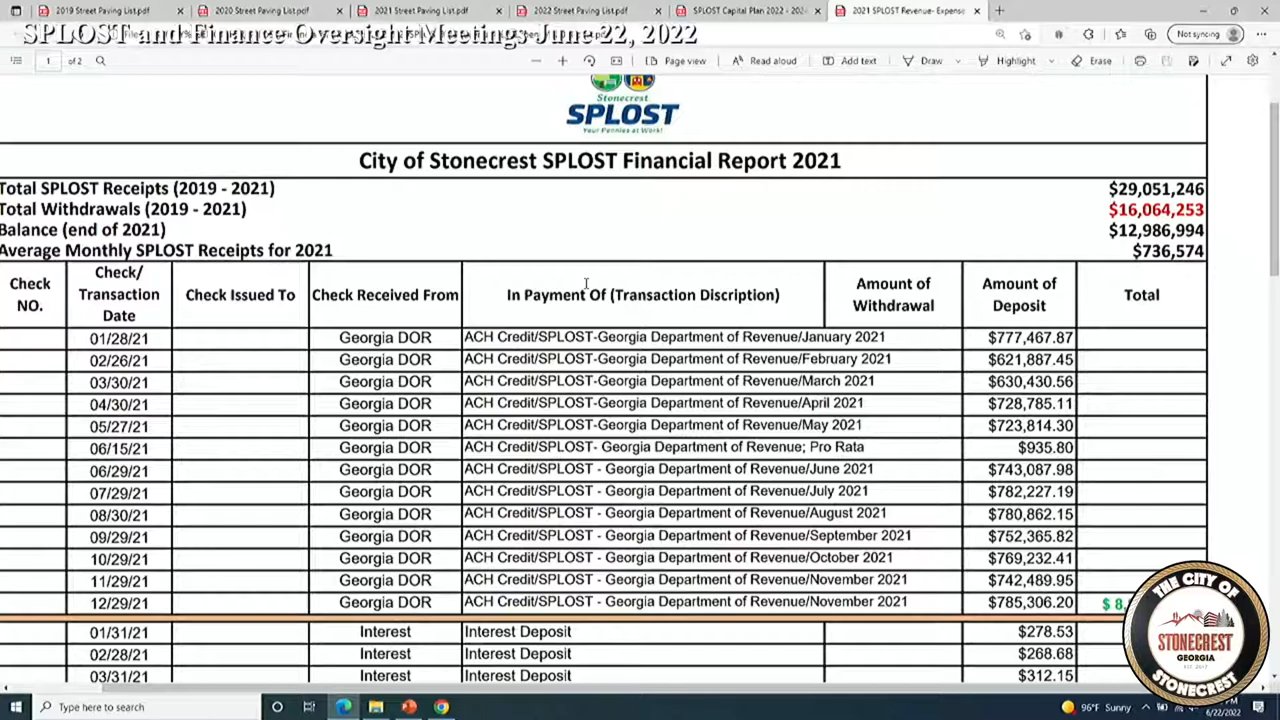 2019 Street Paving List.pdf
2020 Street Paving List.pdf
2021 Street Paving List.pdf
2022 Street Paving List.pdf
SPLOST Capital Plan 2022 - 202
2021 SPLOST Revenue- Expens
SPLOST and Finance Oversight Meetings June 22, 2022
Not syncing
1 of 2
Page view
Read aloud
Add text
Draw
Highlight
Erase
Stonecrest
SPLOST
Your Pennies at Work!
City of Stonecrest SPLOST Financial Report 2021
Total SPLOST Receipts (2019 - 2021) $29,051,246
Total Withdrawals (2019 - 2021) $16,064,253
Balance (end of 2021) $12,986,994
Average Monthly SPLOST Receipts for 2021 $736,574
Check NO. Check/ Transaction Date Check Issued To Check Received From In Payment Of (Transaction Discription) Amount of Withdrawal Amount of Deposit Total
01/28/21 Georgia DOR ACH Credit/SPLOST-Georgia Department of Revenue/January 2021 $777,467.87
02/26/21 Georgia DOR ACH Credit/SPLOST-Georgia Department of Revenue/February 2021 $621,887.45
03/30/21 Georgia DOR ACH Credit/SPLOST-Georgia Department of Revenue/March 2021 $630,430.56
04/30/21 Georgia DOR ACH Credit/SPLOST-Georgia Department of Revenue/April 2021 $728,785.11
05/27/21 Georgia DOR ACH Credit/SPLOST-Georgia Department of Revenue/May 2021 $723,814.30
06/15/21 Georgia DOR ACH Credit/SPLOST- Georgia Department of Revenue; Pro Rata $935.80
06/29/21 Georgia DOR ACH Credit/SPLOST - Georgia Department of Revenue/June 2021 $743,087.98
07/29/21 Georgia DOR ACH Credit/SPLOST - Georgia Department of Revenue/July 2021 $782,227.19
08/30/21 Georgia DOR ACH Credit/SPLOST - Georgia Department of Revenue/August 2021 $780,862.15
09/29/21 Georgia DOR ACH Credit/SPLOST - Georgia Department of Revenue/September 2021 $752,365.82
10/29/21 Georgia DOR ACH Credit/SPLOST - Georgia Department of Revenue/October 2021 $769,232.41
11/29/21 Georgia DOR ACH Credit/SPLOST - Georgia Department of Revenue/November 2021 $742,489.95
12/29/21 Georgia DOR ACH Credit/SPLOST - Georgia Department of Revenue/November 2021 $785,306.20 $ 8,
01/31/21 Interest Interest Deposit $278.53
02/28/21 Interest Interest Deposit $268.68
03/31/21 Interest Interest Deposit $312.15
THE CITY OF
STONECREST
GEORGIA
STONECREST
Type here to search
96°F Sunny
6/22/2022